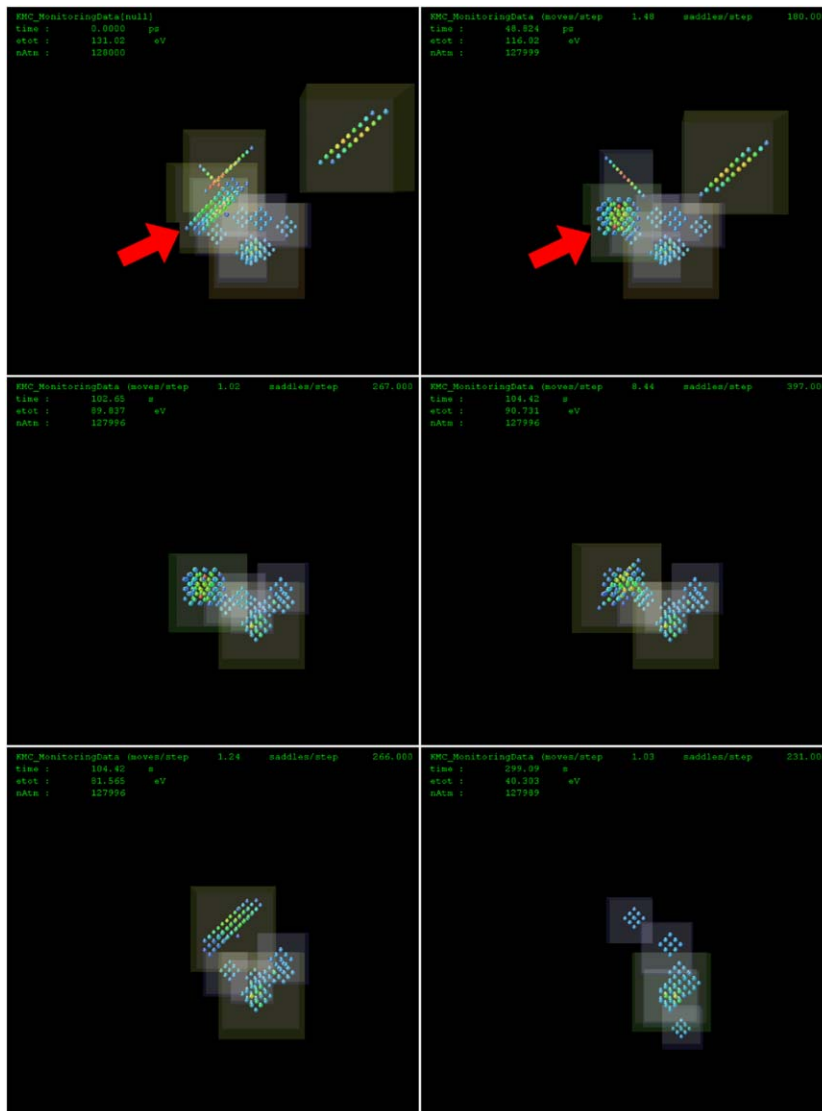 KMC_MonitoringData[null]
time : 0.0000 ps
etot : 131.02 eV
nAtm : 128000
KMC_MonitoringData (moves/step 1.48 saddles/step 180.00
time : 48.824 ps
etot : 116.02 eV
nAtm : 127999
KMC_MonitoringData (moves/step 1.02 saddles/step 267.000
time : 102.65 s
etot : 89.837 eV
nAtm : 127996
KMC_MonitoringData (moves/step 8.44 saddles/step 397.00
time : 104.42 s
etot : 90.731 eV
nAtm : 127996
KMC_MonitoringData (moves/step 1.24 saddles/step 266.000
time : 104.42 s
etot : 81.565 eV
nAtm : 127996
KMC_MonitoringData (moves/step 1.03 saddles/step 231.00
time : 299.09 s
etot : 40.303 eV
nAtm : 127989